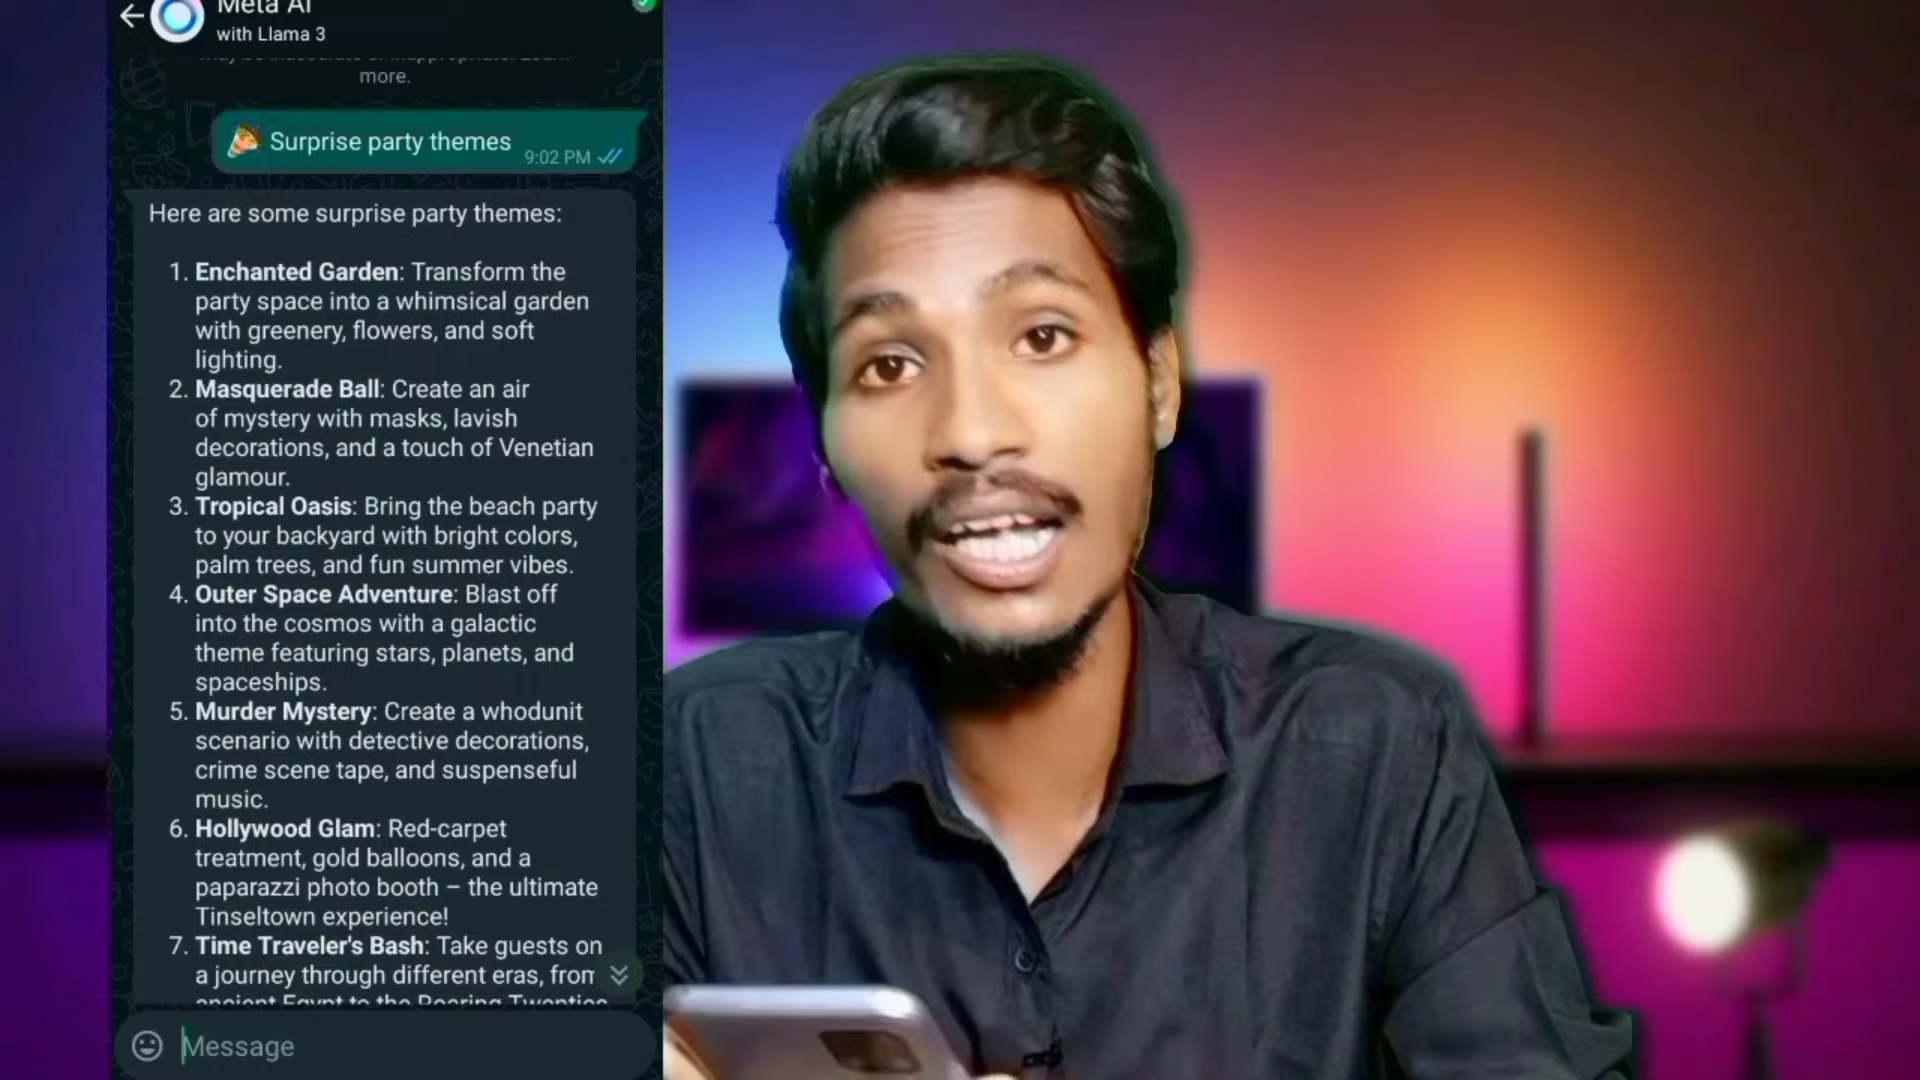 Meta AI
with Llama 3
more.
Surprise party themes
9:02 PM
Here are some surprise party themes:
1. Enchanted Garden: Transform the
party space into a whimsical garden
with greenery, flowers, and soft
lighting.
2. Masquerade Ball: Create an air
of mystery with masks, lavish
decorations, and a touch of Venetian
glamour.
3. Tropical Oasis: Bring the beach party
to your backyard with bright colors,
palm trees, and fun summer vibes.
4. Outer Space Adventure: Blast off
into the cosmos with a galactic
theme featuring stars, planets, and
spaceships.
5. Murder Mystery: Create a whodunit
scenario with detective decorations,
crime scene tape, and suspenseful
music.
6. Hollywood Glam: Red-carpet
treatment, gold balloons, and a
paparazzi photo booth – the ultimate
Tinseltown experience!
7. Time Traveler's Bash: Take guests on
a journey through different eras, from
ancient Egypt to the Roaring Twenties
Message